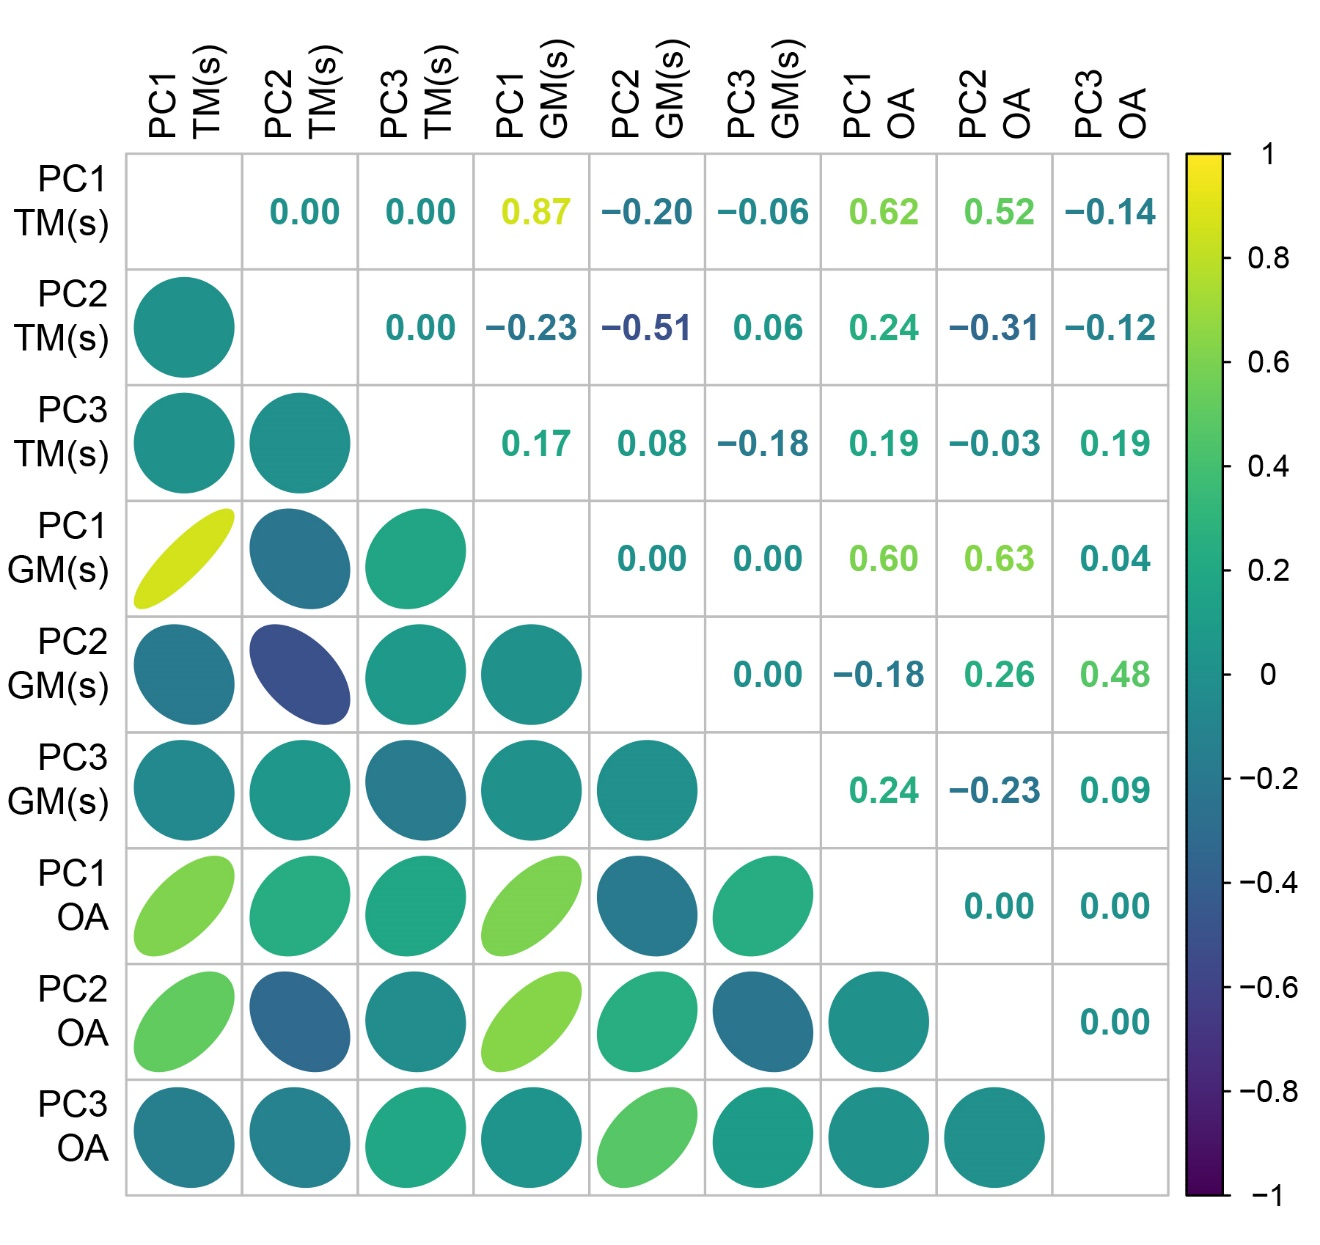 PC1
TM(s)
PC2
TM(s)
PC3
TM(s)
PC1
GM(s)
PC2
GM(s)
PC3
GM(s)
PC1
OA
PC2
OA
PC3
OA
PC1
TM(s)
0.00 0.00 0.87 −0.20 −0.06 0.62 0.52 −0.14
PC2
TM(s)
0.00 −0.23 −0.51 0.06 0.24 −0.31 −0.12
PC3
TM(s)
0.17 0.08 −0.18 0.19 −0.03 0.19
PC1
GM(s)
0.00 0.00 0.60 0.63 0.04
PC2
GM(s)
0.00 −0.18 0.26 0.48
PC3
GM(s)
0.24 −0.23 0.09
PC1
OA
0.00 0.00
PC2
OA
0.00
PC3
OA
1
0.8
0.6
0.4
0.2
0
−0.2
−0.4
−0.6
−0.8
−1